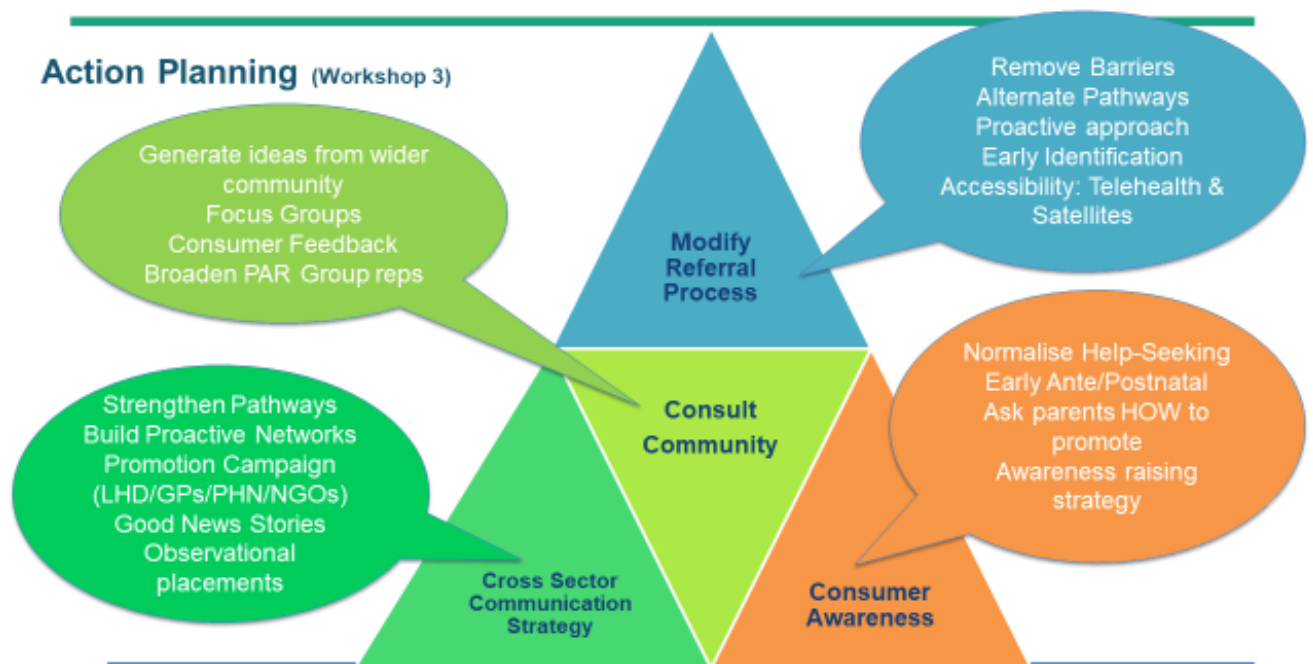 Action Planning (Workshop 3)
Generate ideas from wider
community
Focus Groups
Consumer Feedback
Broaden PAR Group reps
Remove Barriers
Alternate Pathways
Proactive approach
Early Identification
Accessibility: Telehealth &
Satellites
Modify
Referral
Process
Strengthen Pathways
Build Proactive Networks
Promotion Campaign
(LHD/GPs/PHN/NGOs)
Good News Stories
Observational
placements
Consult
Community
Normalise Help-Seeking
Early Ante/Postnatal
Ask parents HOW to
promote
Awareness raising
strategy
Cross Sector
Communication
Strategy
Consumer
Awareness